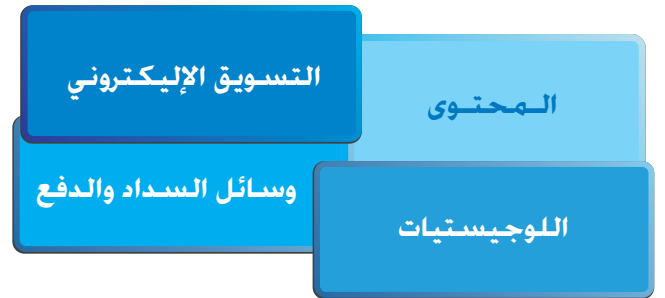 التسويق الإليكتروني
المحتوى
وسائل السداد والدفع
اللوجيستيات